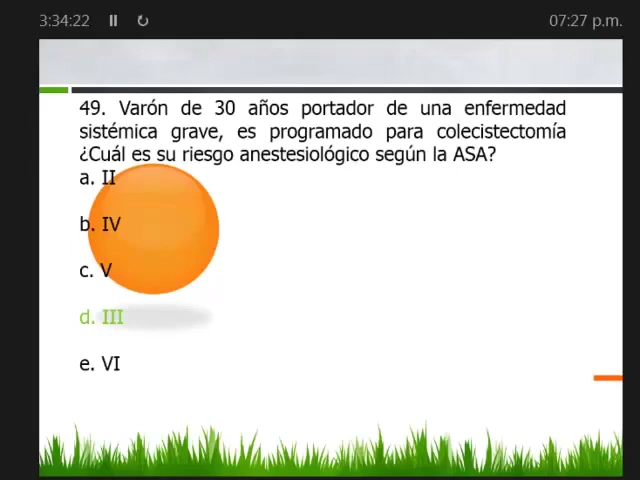 3:34:22
07:27 p.m.
49. Varón de 30 años portador de una enfermedad
sistémica grave, es programado para colecistectomía
¿Cuál es su riesgo anestesiológico según la ASA?
a. II
b. IV
c. V
d. III
e. VI